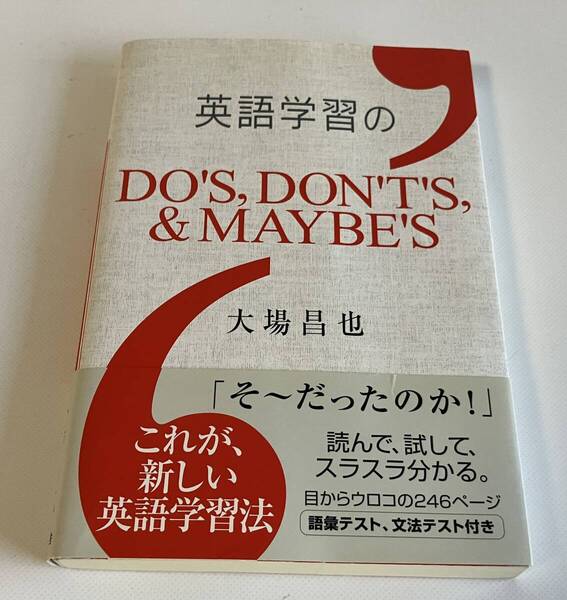 英語学習の
DO'S, DON'T'S,
& MAYBE'S
大場昌也
「そ〜だったのか!」
これが、
新しい
英語学習法
読んで、試して、
スラスラ分かる。
目からウロコの246ページ
語彙テスト、文法テスト付き